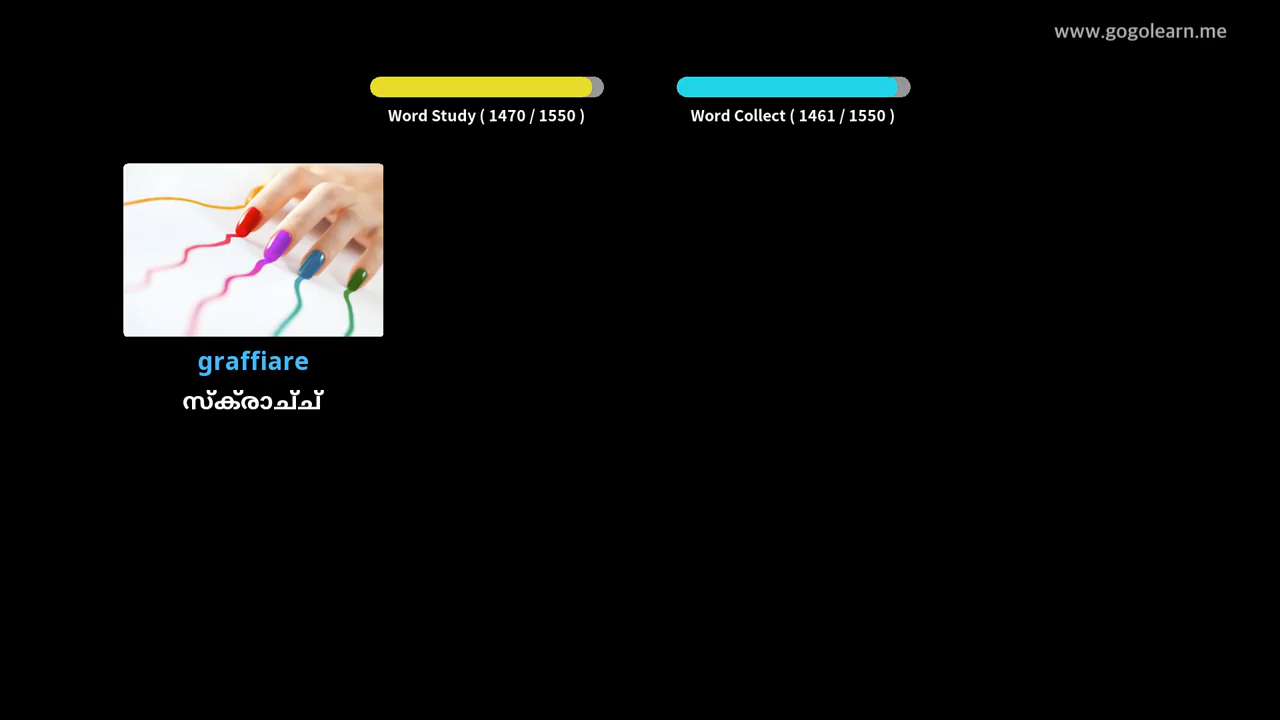 www.gogolearn.me
Word Study ( 1470 / 1550 )
Word Collect ( 1461 / 1550 )
graffiare
സ്ക്രാച്ച്